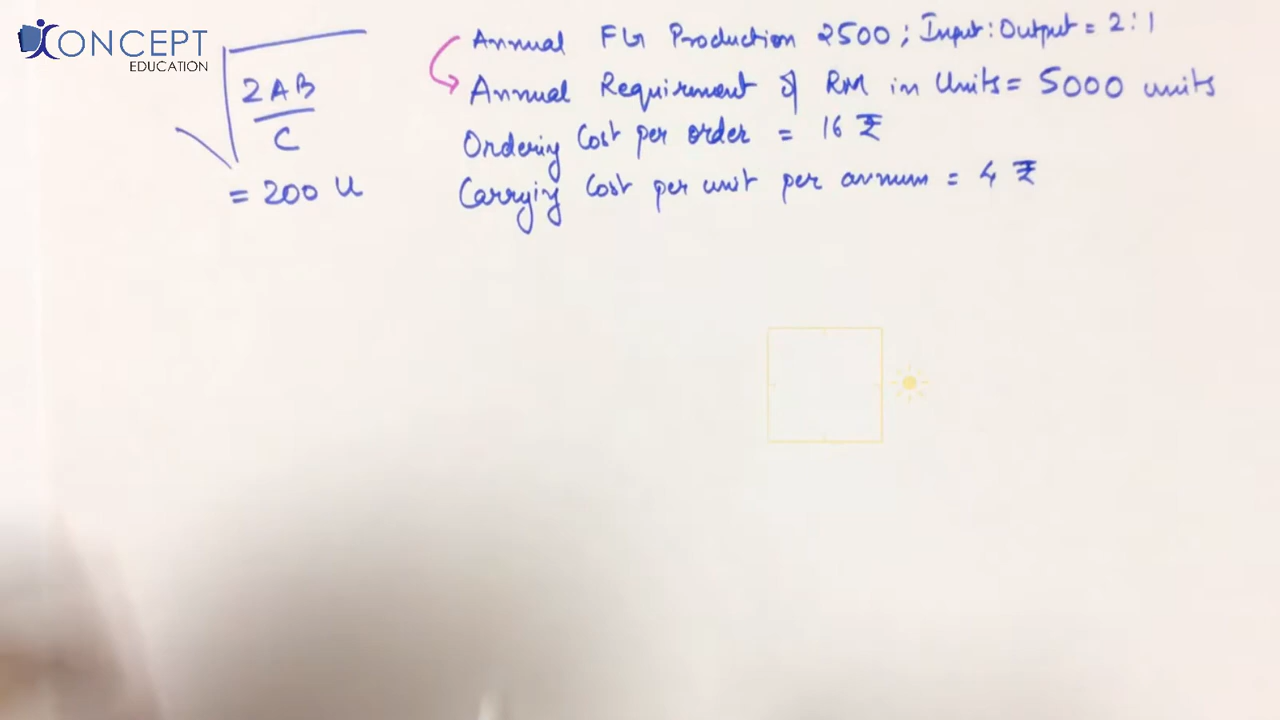 KONCEPT
EDUCATION
√2AB/C
= 200 U
Annual FG Production 2500 ; Input : Output = 2 : 1
Annual Requirement of RM in Units = 5000 units
Ordering Cost per order = 16 ₹
Carrying Cost per unit per annum = 4 ₹